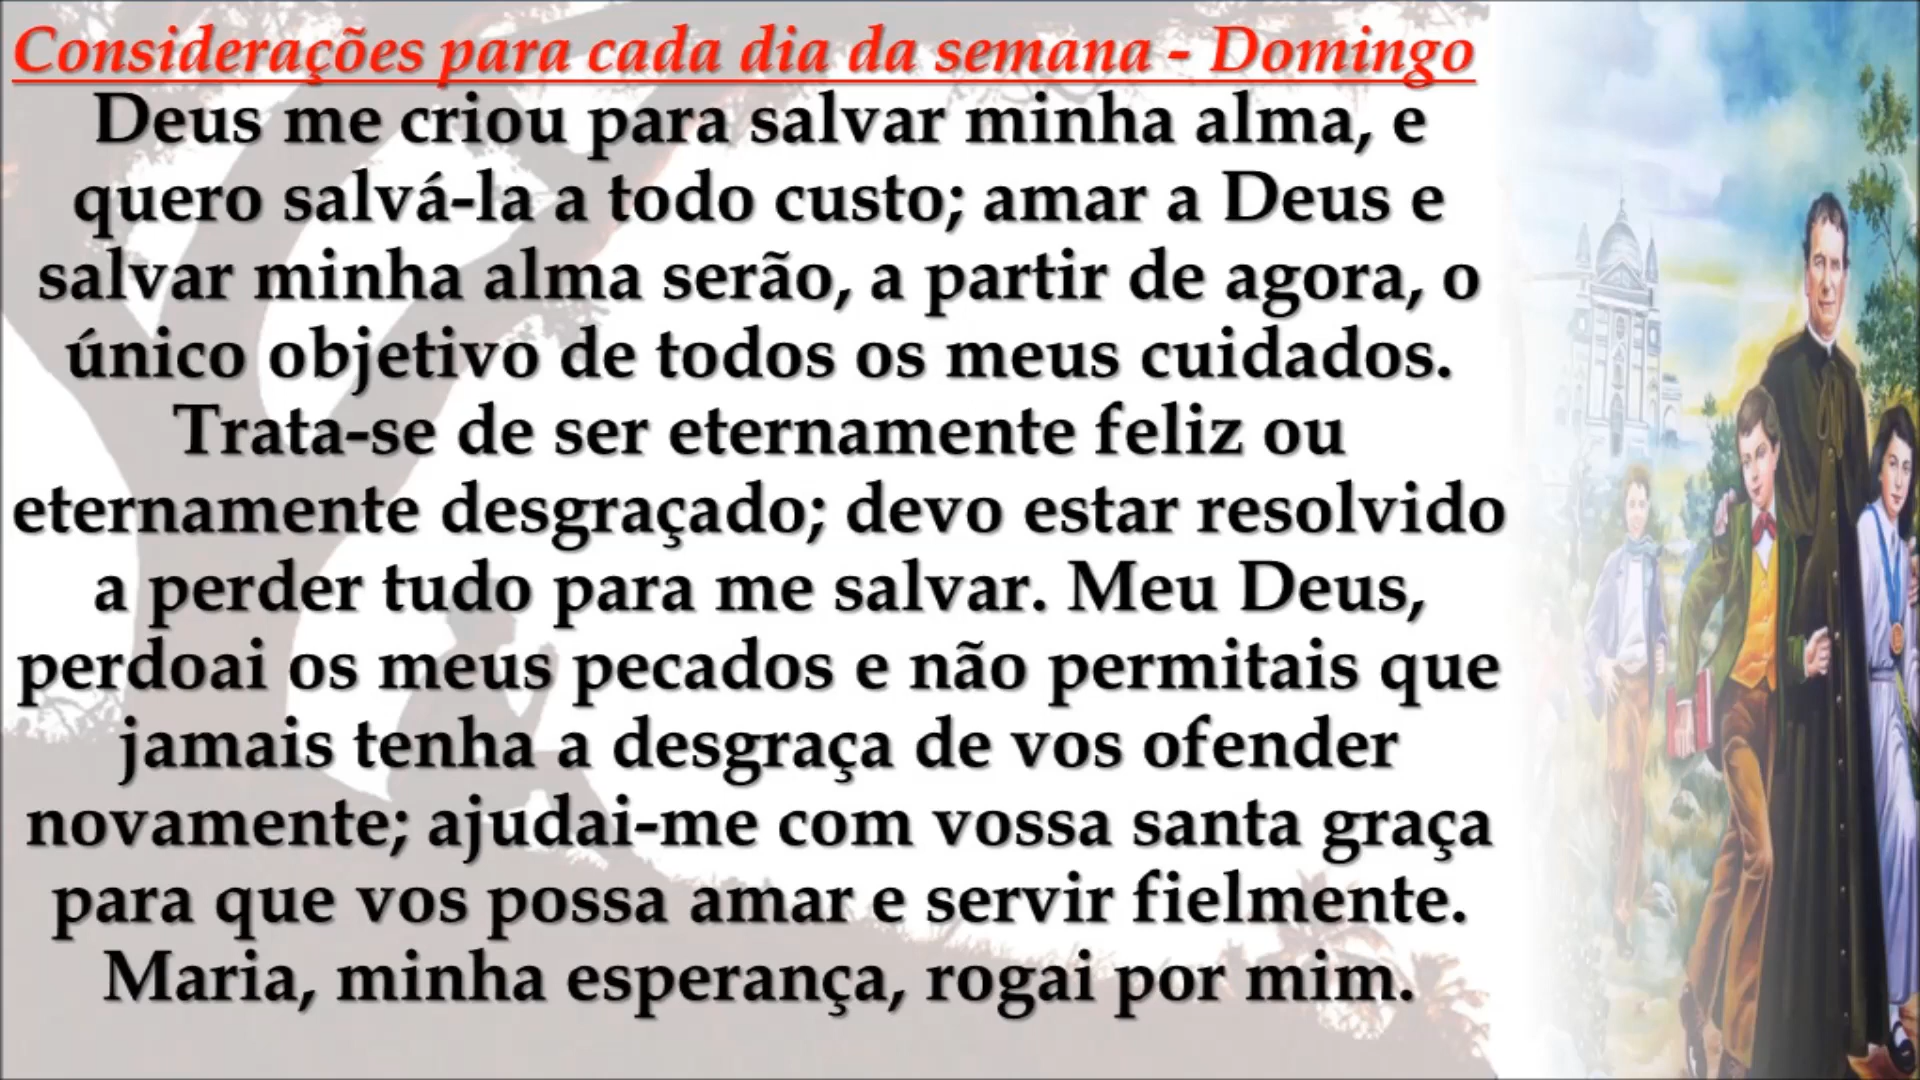 Considerações para cada dia da semana - Domingo
Deus me criou para salvar minha alma, e
quero salvá-la a todo custo; amar a Deus e
salvar minha alma serão, a partir de agora, o
único objetivo de todos os meus cuidados.
Trata-se de ser eternamente feliz ou
eternamente desgraçado; devo estar resolvido
a perder tudo para me salvar. Meu Deus,
perdoai os meus pecados e não permitais que
jamais tenha a desgraça de vos ofender
novamente; ajudai-me com vossa santa graça
para que vos possa amar e servir fielmente.
Maria, minha esperança, rogai por mim.